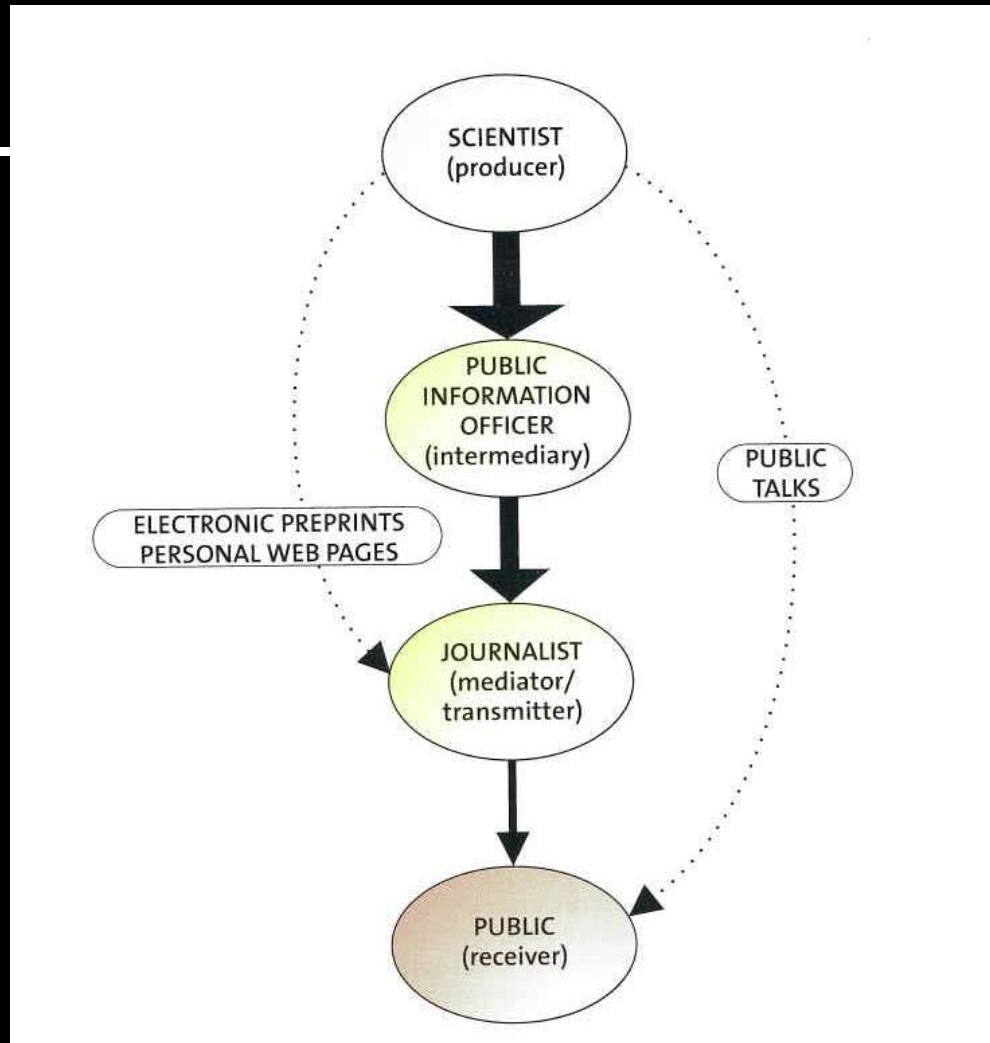 SCIENTIST
(producer)
PUBLIC
INFORMATION
OFFICER
(intermediary)
PUBLIC
TALKS
ELECTRONIC PREPRINTS
PERSONAL WEB PAGES
JOURNALIST
(mediator/
transmitter)
PUBLIC
(receiver)